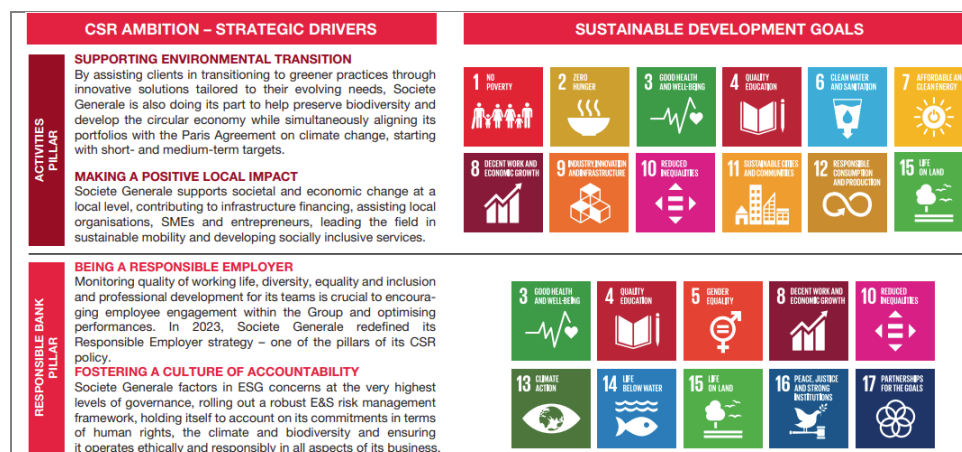 CSR AMBITION – STRATEGIC DRIVERS
SUSTAINABLE DEVELOPMENT GOALS
ACTIVITIES
PILLAR
SUPPORTING ENVIRONMENTAL TRANSITION
By assisting clients in transitioning to greener practices through
innovative solutions tailored to their evolving needs, Societe
Generale is also doing its part to help preserve biodiversity and
develop the circular economy while simultaneously aligning its
portfolios with the Paris Agreement on climate change, starting
with short- and medium-term targets.
MAKING A POSITIVE LOCAL IMPACT
Societe Generale supports societal and economic change at a
local level, contributing to infrastructure financing, assisting local
organisations, SMEs and entrepreneurs, leading the field in
sustainable mobility and developing socially inclusive services.
1 NO
POVERTY
2 ZERO
HUNGER
3 GOOD HEALTH
AND WELL-BEING
4 QUALITY
EDUCATION
6 CLEAN WATER
AND SANITATION
7 AFFORDABLE AN
CLEAN ENERGY
8 DECENT WORK AND
ECONOMIC GROWTH
9 INDUSTRY, INNOVATION
AND INFRASTRUCTURE
10 REDUCED
INEQUALITIES
11 SUSTAINABLE CITIES
AND COMMUNITIES
12 RESPONSIBLE
CONSUMPTION
AND PRODUCTION
15 LIFE
ON LAND
RESPONSIBLE BANK
PILLAR
BEING A RESPONSIBLE EMPLOYER
Monitoring quality of working life, diversity, equality and inclusion
and professional development for its teams is crucial to encoura-
ging employee engagement within the Group and optimising
performances. In 2023, Societe Generale redefined its
Responsible Employer strategy – one of the pillars of its CSR
policy.
FOSTERING A CULTURE OF ACCOUNTABILITY
Societe Generale factors in ESG concerns at the very highest
levels of governance, rolling out a robust E&S risk management
framework, holding itself to account on its commitments in terms
of human rights, the climate and biodiversity and ensuring
it operates ethically and responsibly in all aspects of its business.
3 GOOD HEALTH
AND WELL-BEING
4 QUALITY
EDUCATION
5 GENDER
EQUALITY
8 DECENT WORK AND
ECONOMIC GROWTH
10 REDUCED
INEQUALITIES
13 CLIMATE
ACTION
14 LIFE
BELOW WATER
15 LIFE
ON LAND
16 PEACE, JUSTICE
AND STRONG
INSTITUTIONS
17 PARTNERSHIPS
FOR THE GOALS